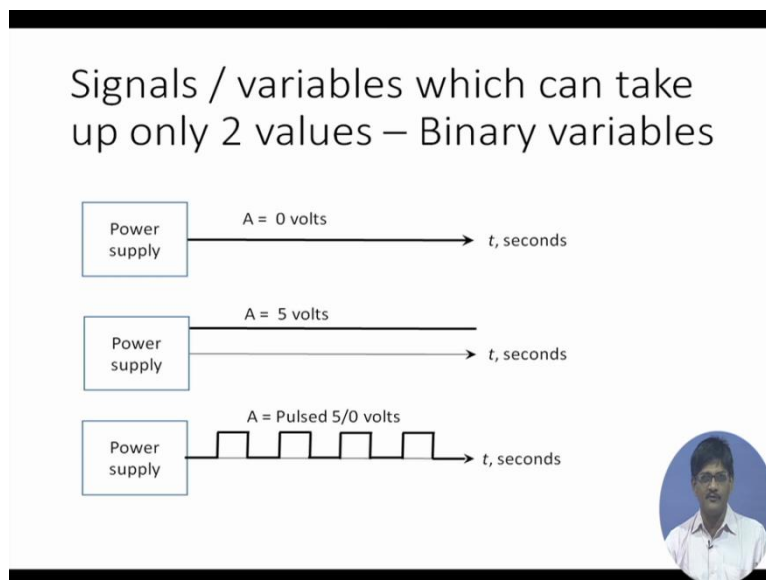 Signals / variables which can take
up only 2 values – Binary variables
Power
supply
A = 0 volts
t, seconds
Power
supply
A = 5 volts
t, seconds
Power
supply
A = Pulsed 5/0 volts
t, seconds